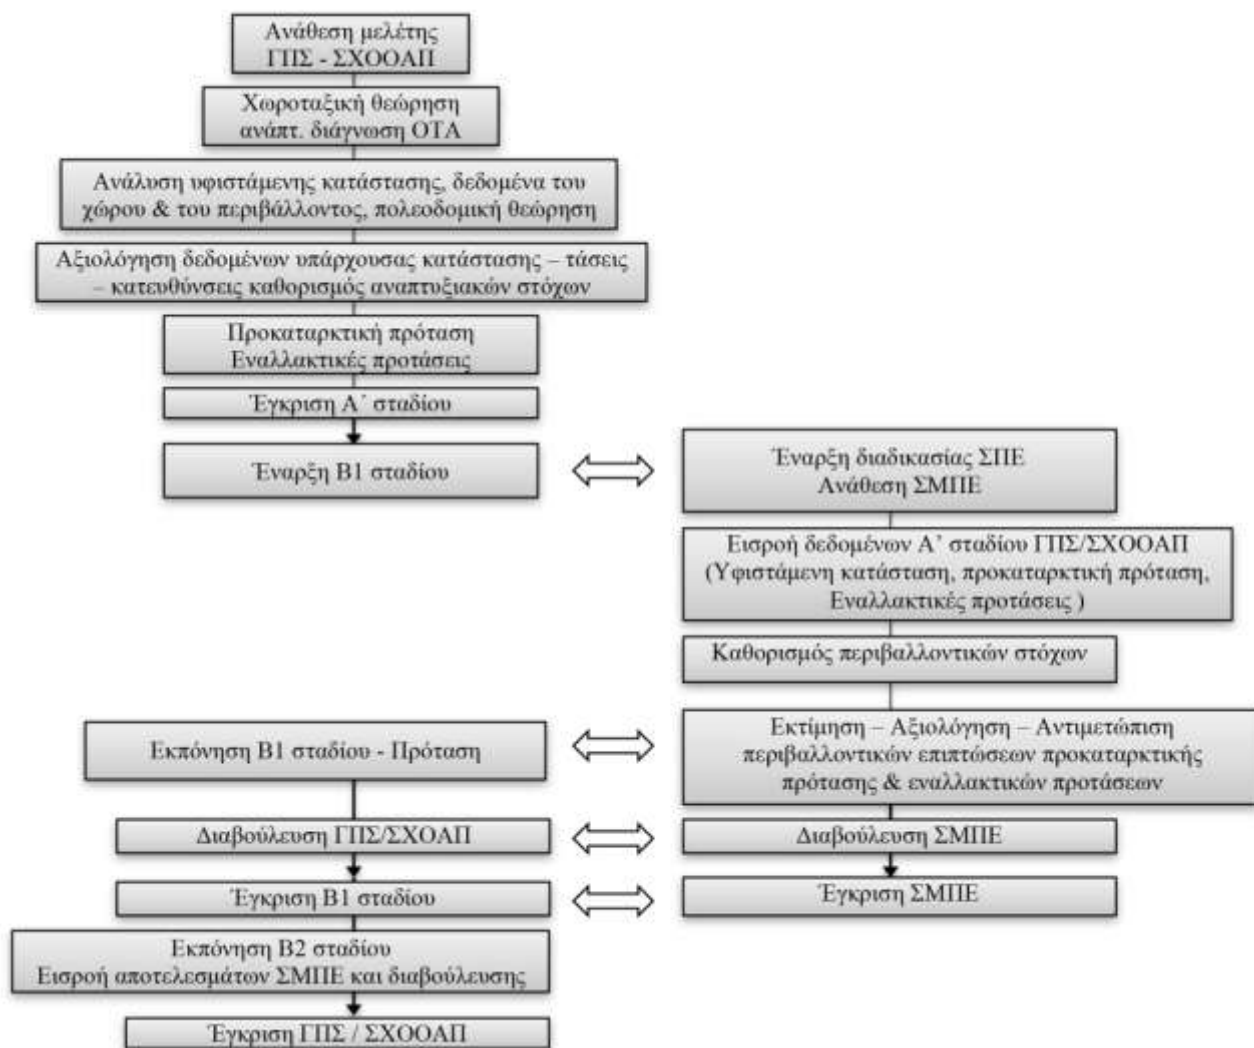 Ανάθεση μελέτης
ΓΠΣ - ΣΧΟΟΑΠ
Χωροταξική θεώρηση
ανάπτ. διάγνωση ΟΤΑ
Ανάλυση υφιστάμενης κατάστασης, δεδομένα του
χώρου & του περιβάλλοντος, πολεοδομική θεώρηση
Αξιολόγηση δεδομένων υπάρχουσας κατάστασης – τάσεις
– κατευθύνσεις καθορισμός αναπτυξιακών στόχων
Προκαταρκτική πρόταση
Εναλλακτικές προτάσεις
Έγκριση Α΄ σταδίου
Έναρξη Β1 σταδίου
Έναρξη διαδικασίας ΣΠΕ
Ανάθεση ΣΜΠΕ
Εισροή δεδομένων Α’ σταδίου ΓΠΣ/ΣΧΟΟΑΠ
(Υφιστάμενη κατάσταση, προκαταρκτική πρόταση,
Εναλλακτικές προτάσεις )
Καθορισμός περιβαλλοντικών στόχων
Εκπόνηση Β1 σταδίου - Πρόταση
Εκτίμηση – Αξιολόγηση – Αντιμετώπιση
περιβαλλοντικών επιπτώσεων προκαταρκτικής
πρότασης & εναλλακτικών προτάσεων
Διαβούλευση ΓΠΣ/ΣΧΟΑΠ
Διαβούλευση ΣΜΠΕ
Έγκριση Β1 σταδίου
Έγκριση ΣΜΠΕ
Εκπόνηση Β2 σταδίου
Εισροή αποτελεσμάτων ΣΜΠΕ και διαβούλευσης
Έγκριση ΓΠΣ / ΣΧΟΟΑΠ